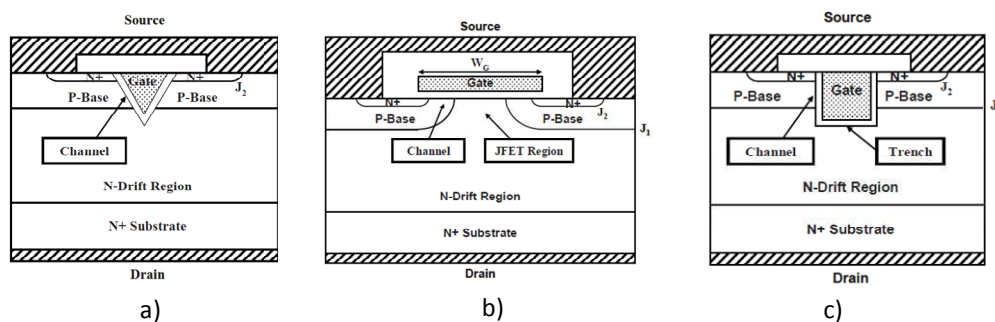 Source
N+
Gate
N+
J2
P-Base
P-Base
Channel
N-Drift Region
N+ Substrate
Drain
a)
Source
WG
Gate
N+
N+
J2
P-Base
P-Base
J1
Channel
JFET Region
N-Drift Region
N+ Substrate
Drain
b)
Source
N+
N+
Gate
J2
P-Base
P-Base
J
Channel
Trench
N-Drift Region
N+ Substrate
Drain
c)